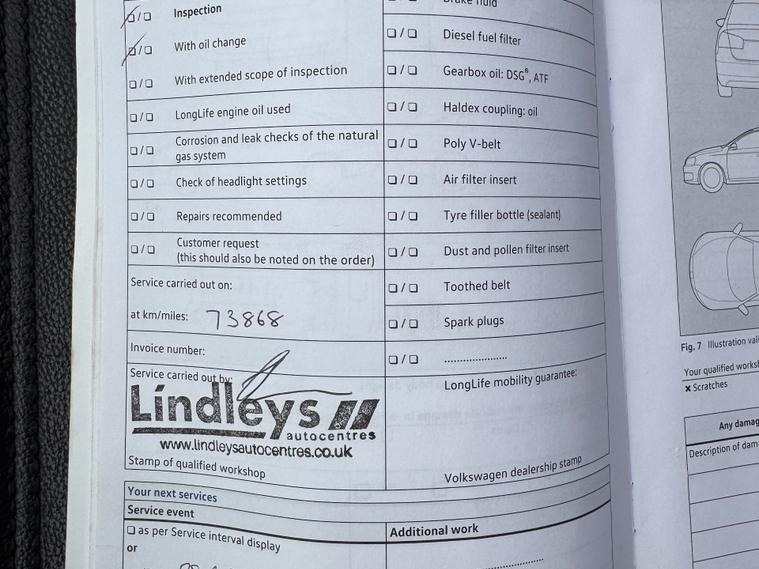 ❏ / ❏ Inspection
❏ / ❏ With oil change
❏ / ❏ With extended scope of inspection
❏ / ❏ LongLife engine oil used
❏ / ❏ Corrosion and leak checks of the natural
gas system
❏ / ❏ Check of headlight settings
❏ / ❏ Repairs recommended
❏ / ❏ Customer request
(this should also be noted on the order)
Service carried out on:
at km/miles: 73868
Invoice number:
Service carried out by:
Lindleys
autocentres
www.lindleysautocentres.co.uk
Stamp of qualified workshop
Brake fluid
❏ / ❏ Diesel fuel filter
❏ / ❏ Gearbox oil: DSG®, ATF
❏ / ❏ Haldex coupling: oil
❏ / ❏ Poly V-belt
❏ / ❏ Air filter insert
❏ / ❏ Tyre filler bottle (sealant)
❏ / ❏ Dust and pollen filter insert
❏ / ❏ Toothed belt
❏ / ❏ Spark plugs
❏ / ❏ .....................
LongLife mobility guarantee:
Volkswagen dealership stamp
Your next services
Service event
❏ as per Service interval display
or
Additional work
Fig. 7 Illustration
Your qualified
✖ Scratches
Any
Description of